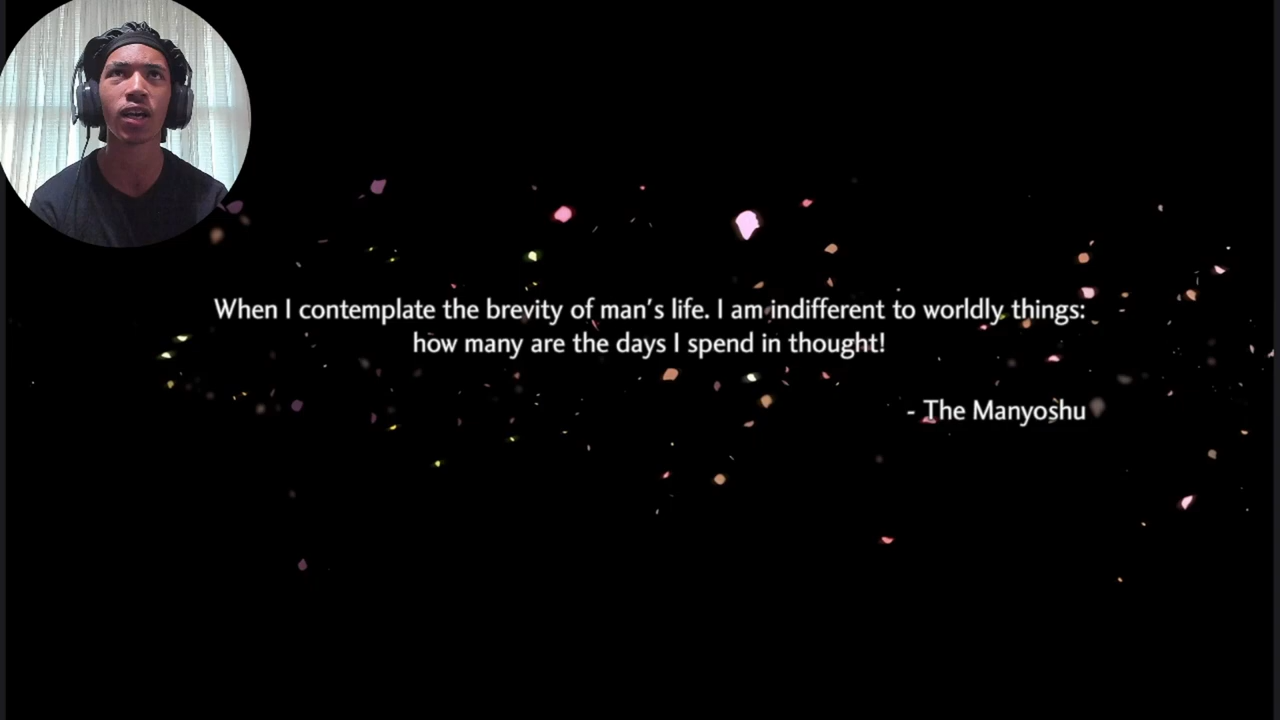 When I contemplate the brevity of man's life. I am indifferent to worldly things:
how many are the days I spend in thought!
- The Manyoshu